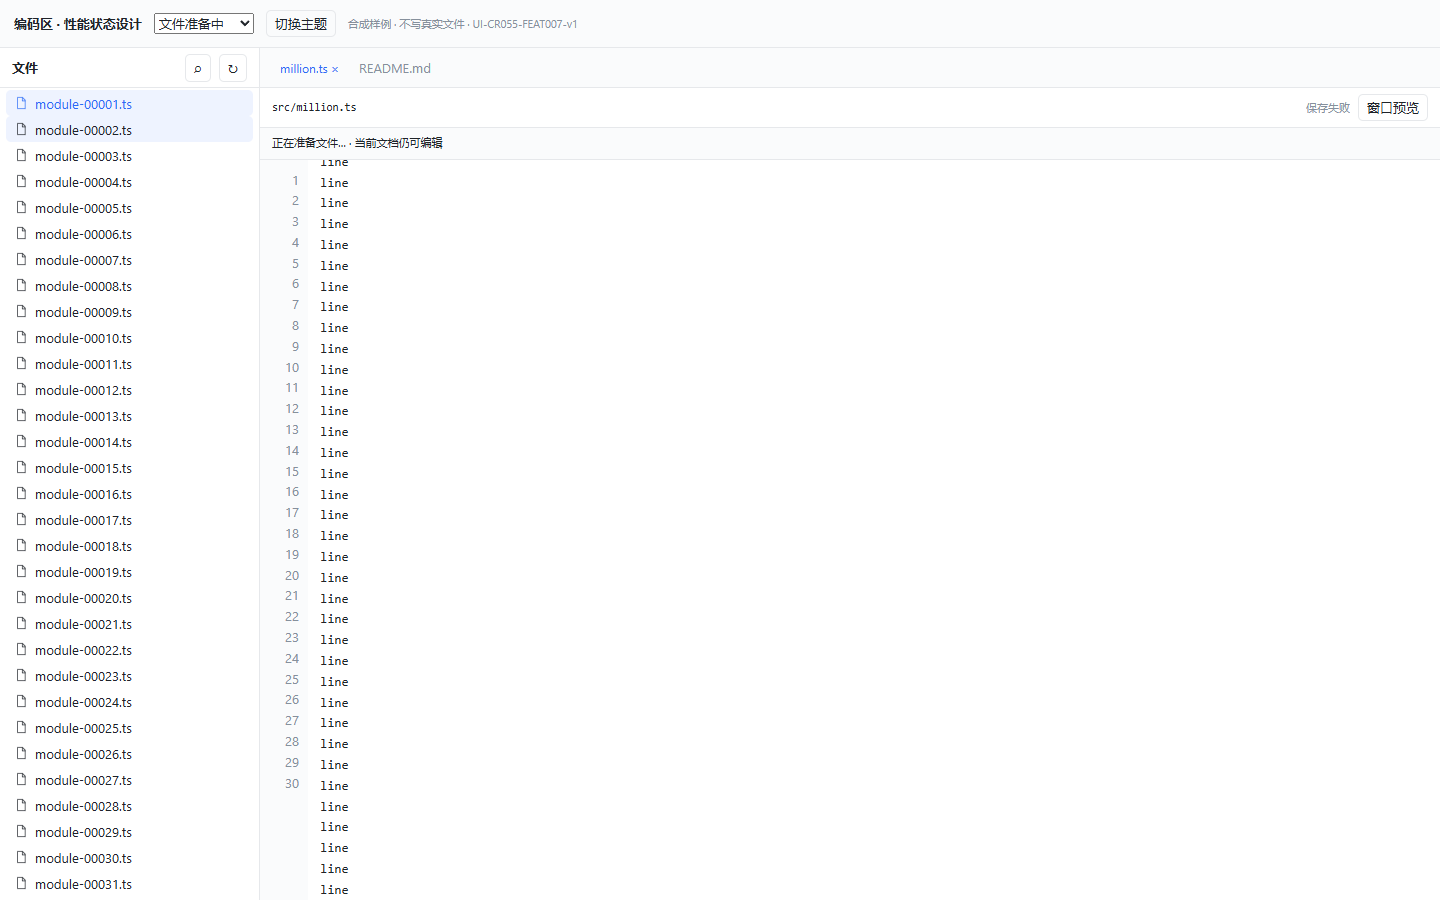 编码区 · 性能状态设计 文件准备中 切换主题 合成样例 · 不写真实文件 · UI-CR055-FEAT007-v1
文件
module-00001.ts
module-00002.ts
module-00003.ts
module-00004.ts
module-00005.ts
module-00006.ts
module-00007.ts
module-00008.ts
module-00009.ts
module-00010.ts
module-00011.ts
module-00012.ts
module-00013.ts
module-00014.ts
module-00015.ts
module-00016.ts
module-00017.ts
module-00018.ts
module-00019.ts
module-00020.ts
module-00021.ts
module-00022.ts
module-00023.ts
module-00024.ts
module-00025.ts
module-00026.ts
module-00027.ts
module-00028.ts
module-00029.ts
module-00030.ts
module-00031.ts
million.ts × README.md
src/million.ts 保存失败 窗口预览
正在准备文件... · 当前文档仍可编辑
line
1 line
2 line
3 line
4 line
5 line
6 line
7 line
8 line
9 line
10 line
11 line
12 line
13 line
14 line
15 line
16 line
17 line
18 line
19 line
20 line
21 line
22 line
23 line
24 line
25 line
26 line
27 line
28 line
29 line
30 line
line
line
line
line
line